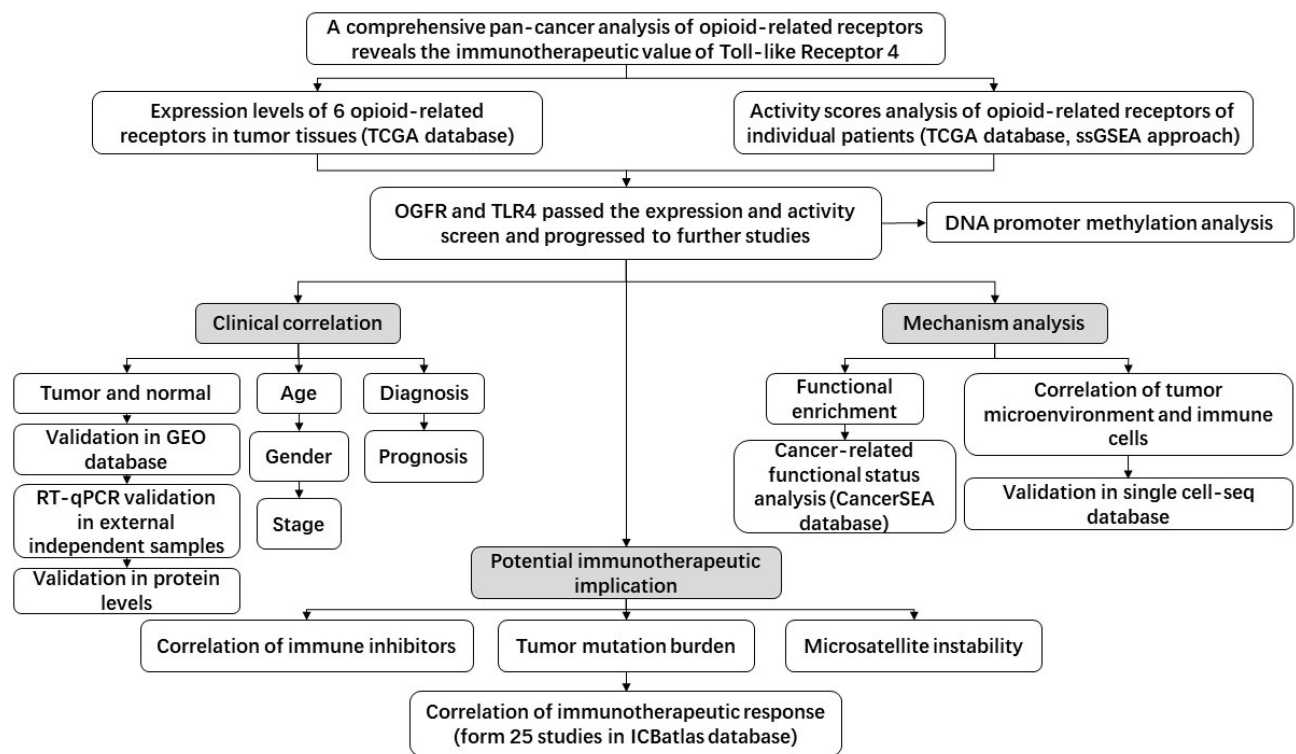 A comprehensive pan-cancer analysis of opioid-related receptors
reveals the immunotherapeutic value of Toll-like Receptor 4
Expression levels of 6 opioid-related
receptors in tumor tissues (TCGA database)
Activity scores analysis of opioid-related receptors of
individual patients (TCGA database, ssGSEA approach)
OGFR and TLR4 passed the expression and activity
screen and progressed to further studies
DNA promoter methylation analysis
Clinical correlation
Tumor and normal
Validation in GEO
database
RT-qPCR validation
in external
independent samples
Validation in protein
levels
Age
Gender
Stage
Diagnosis
Prognosis
Mechanism analysis
Functional
enrichment
Cancer-related
functional status
analysis (CancerSEA
database)
Correlation of tumor
microenvironment and immune
cells
Validation in single cell-seq
database
Potential immunotherapeutic
implication
Correlation of immune inhibitors
Tumor mutation burden
Microsatellite instability
Correlation of immunotherapeutic response
(form 25 studies in ICBatlas database)